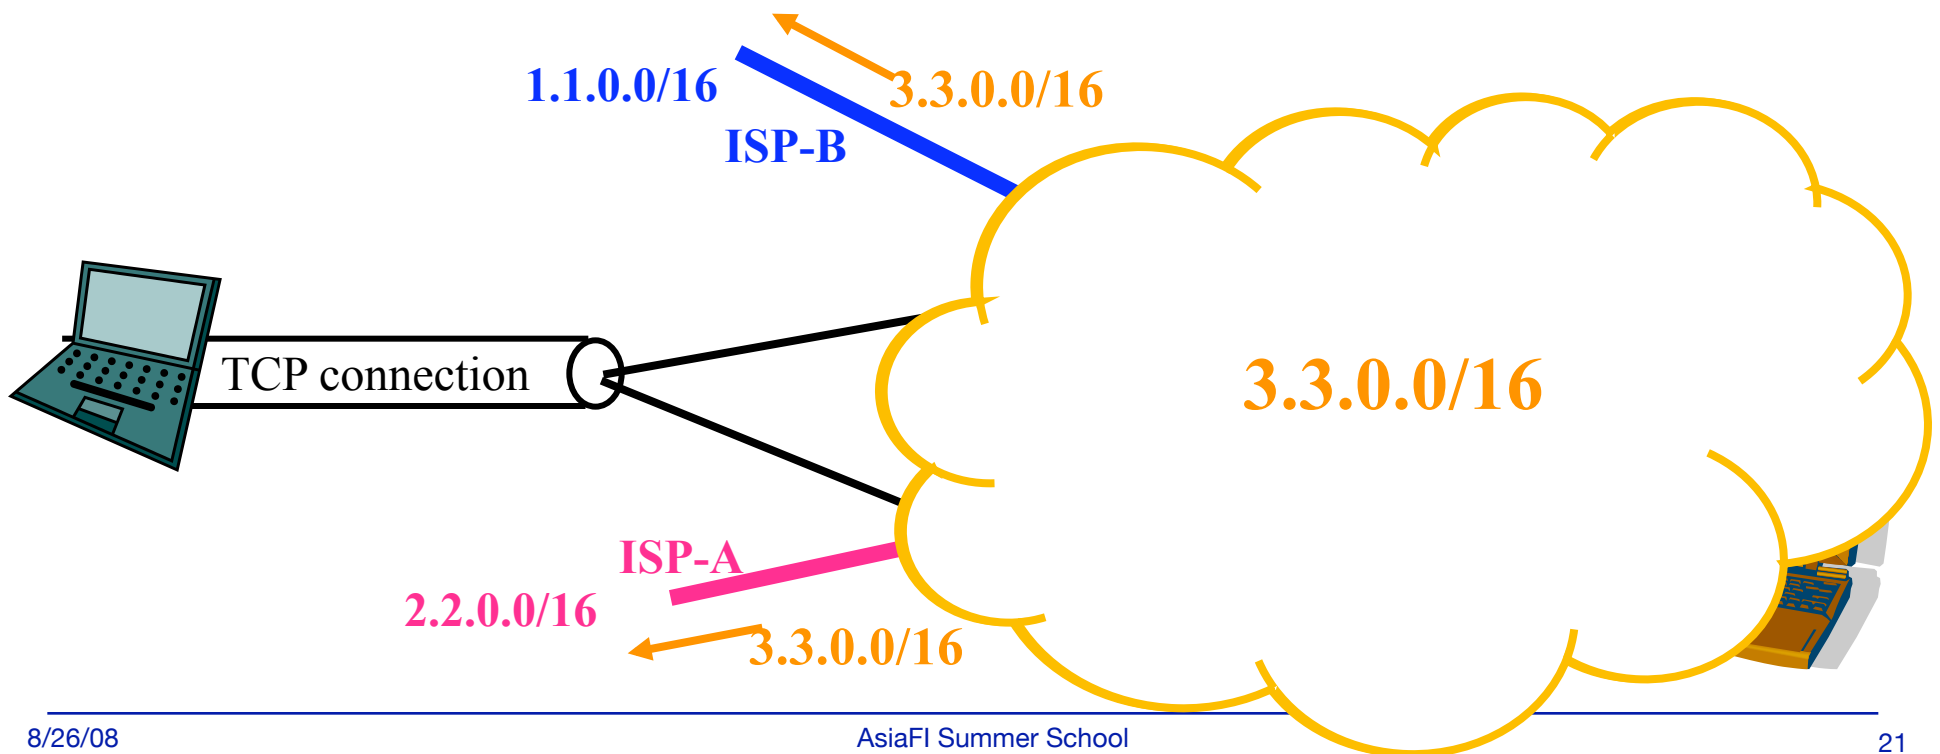 1.1.0.0/16
3.3.0.0/16
ISP-B
TCP connection
3.3.0.0/16
ISP-A
2.2.0.0/16
3.3.0.0/16
8/26/08
AsiaFI Summer School
21